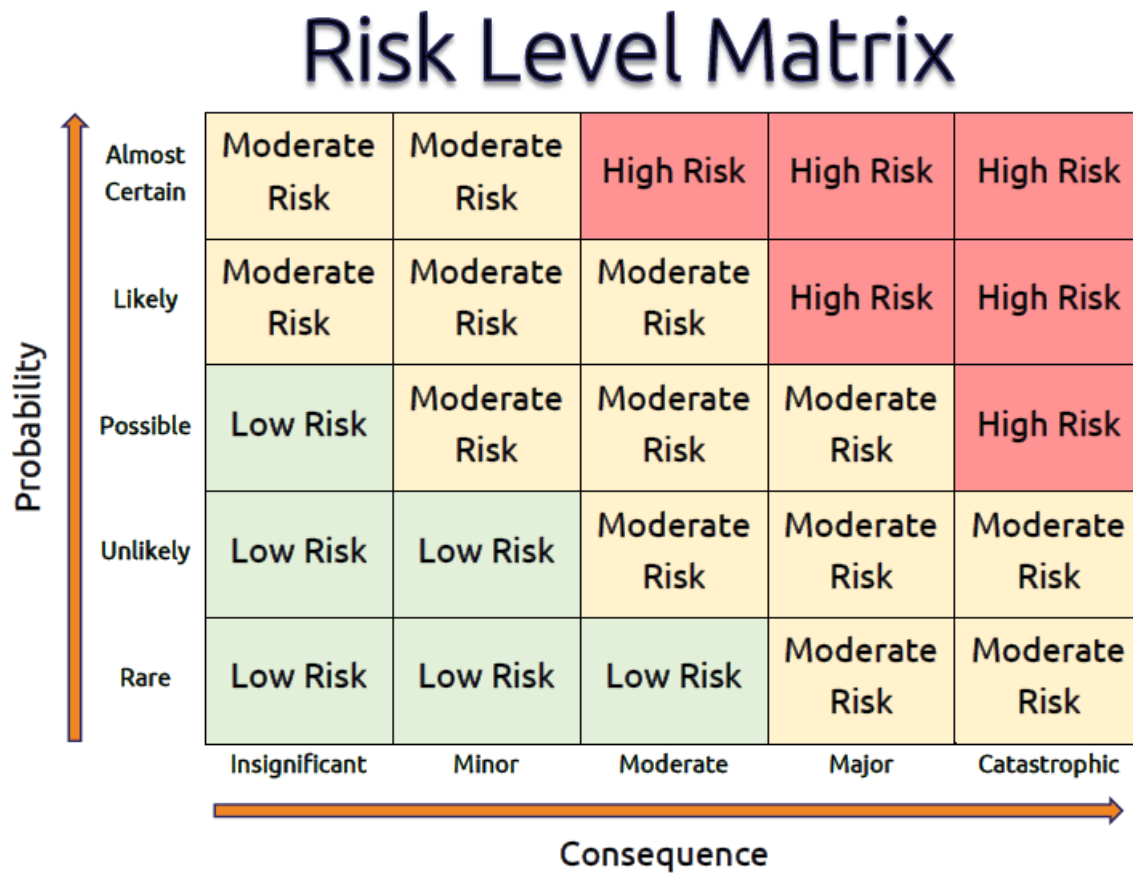 Risk Level Matrix
Almost
Certain
Moderate
Risk
Moderate
Risk
High Risk
High Risk
High Risk
Likely
Moderate
Risk
Moderate
Risk
Moderate
Risk
High Risk
High Risk
Probability
Possible
Low Risk
Moderate
Risk
Moderate
Risk
Moderate
Risk
High Risk
Unlikely
Low Risk
Low Risk
Moderate
Risk
Moderate
Risk
Moderate
Risk
Rare
Low Risk
Low Risk
Low Risk
Moderate
Risk
Moderate
Risk
Insignificant
Minor
Moderate
Major
Catastrophic
Consequence